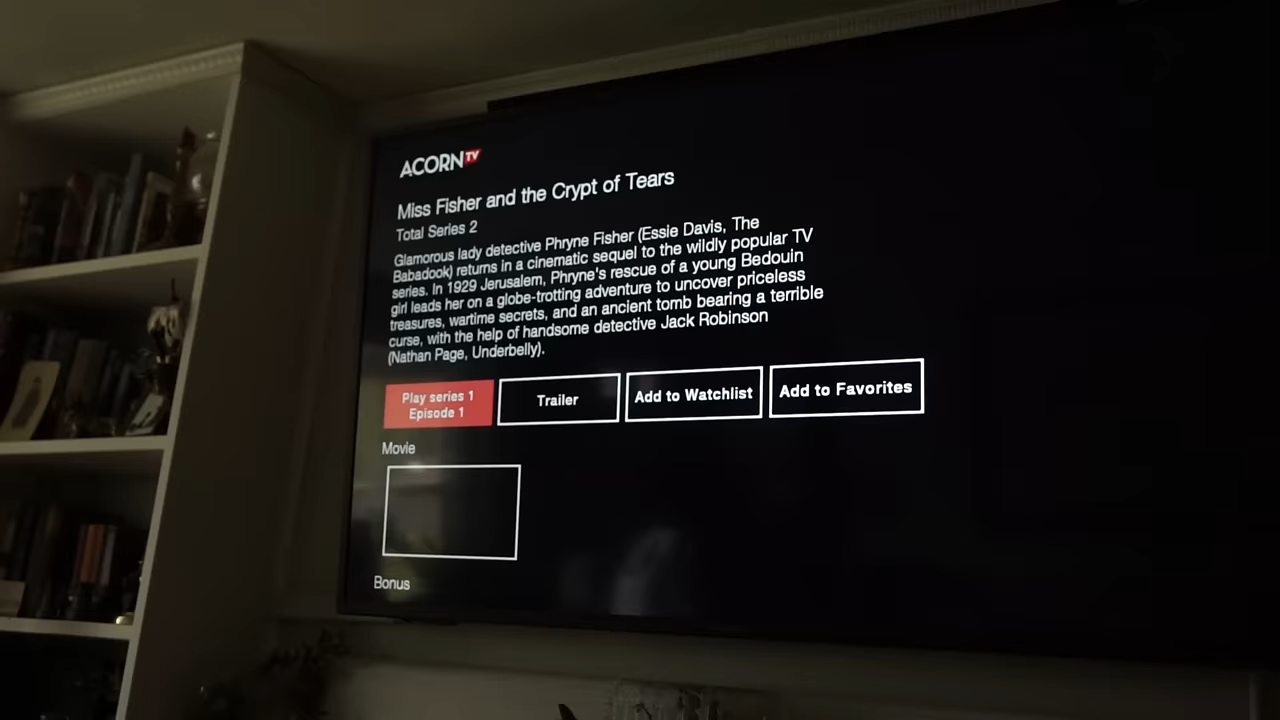 ACORN TV
Miss Fisher and the Crypt of Tears
Total Series 2
Glamorous lady detective Phryne Fisher (Essie Davis, The
Babadook) returns in a cinematic sequel to the wildly popular TV
series. In 1929 Jerusalem, Phryne's rescue of a young Bedouin
girl leads her on a globe-trotting adventure to uncover priceless
treasures, wartime secrets, and an ancient tomb bearing a terrible
curse, with the help of handsome detective Jack Robinson
(Nathan Page, Underbelly).
Play series 1
Episode 1
Trailer
Add to Watchlist
Add to Favorites
Movie
Bonus